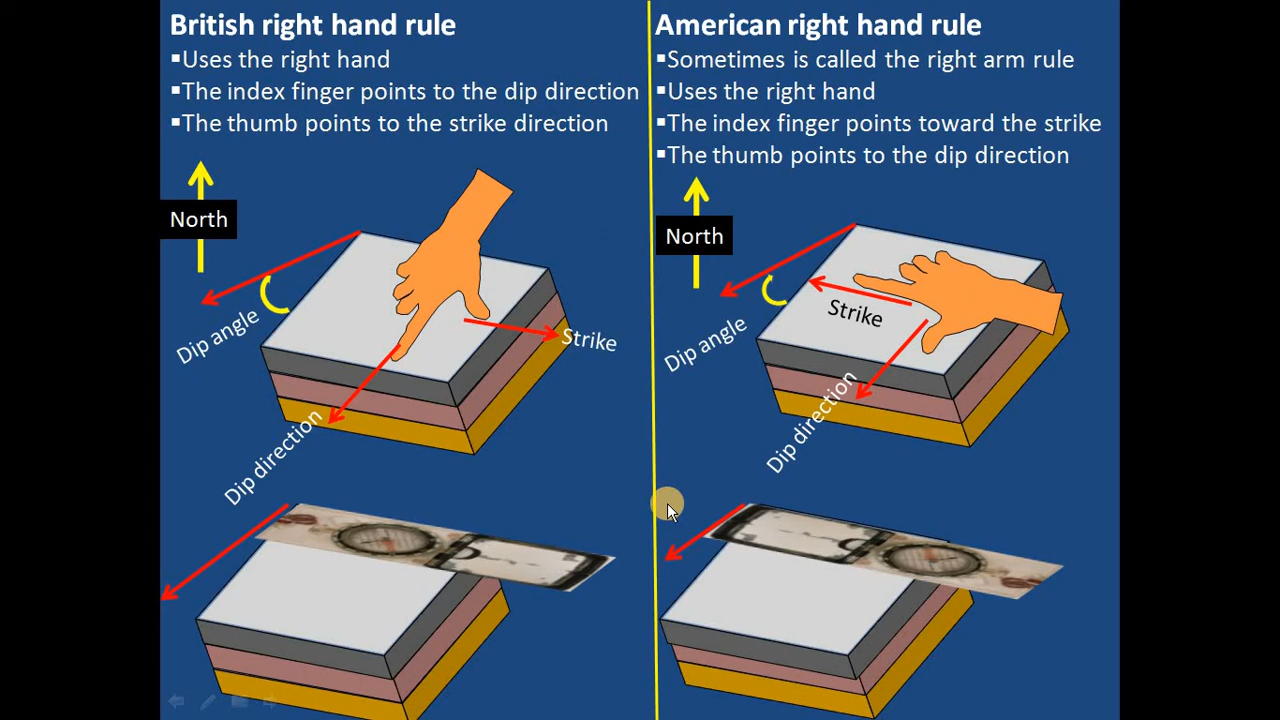 British right hand rule
▪Uses the right hand
▪The index finger points to the dip direction
▪The thumb points to the strike direction
North
Dip angle
Strike
Dip direction
American right hand rule
▪Sometimes is called the right arm rule
▪Uses the right hand
▪The index finger points toward the strike
▪The thumb points to the dip direction
North
Strike
Dip angle
Dip direction